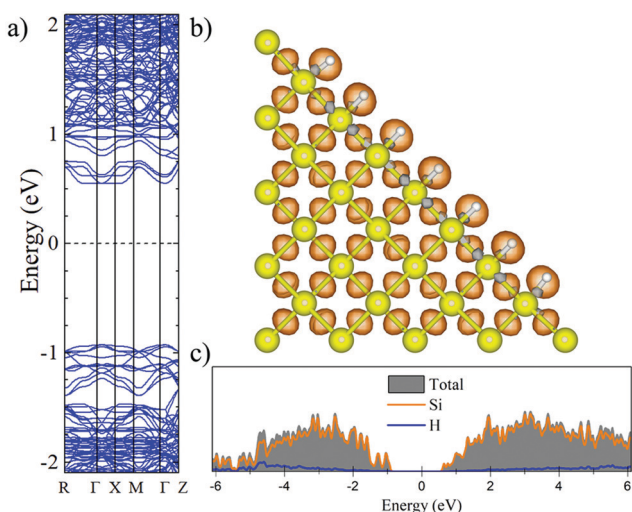 a)
2
1
0
-1
-2
Energy (eV)
R Γ X M Γ Z
b)
c)
Total
Si
H
-6 -4 -2 0 2 4 6
Energy (eV)